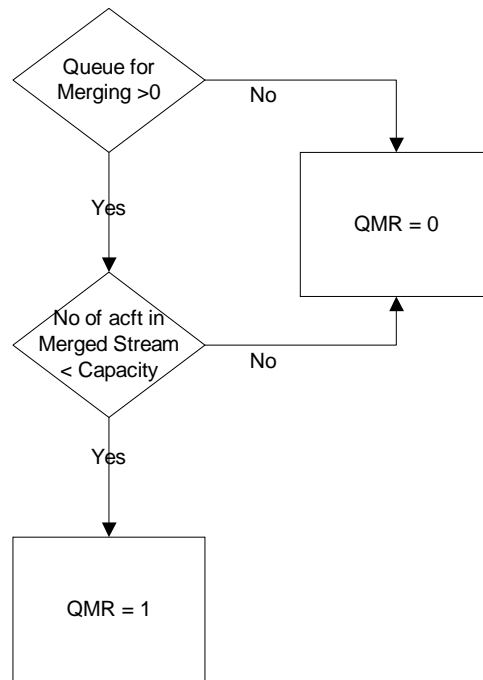 Queue for
Merging >0
No
Yes
QMR = 0
No of acft in
Merged Stream
< Capacity
No
Yes
QMR = 1